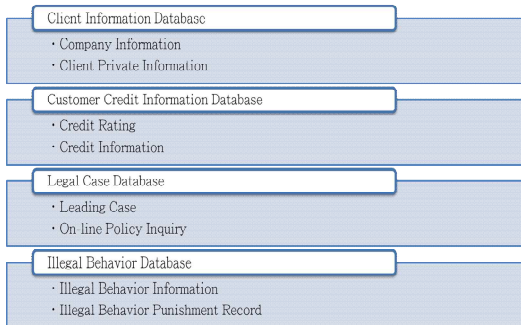 Client Information Database
・Company Information
・Client Private Information
Customer Credit Information Database
・Credit Rating
・Credit Information
Legal Case Database
・Leading Case
・On-line Policy Inquiry
Illegal Behavior Database
・Illegal Behavior Information
・Illegal Behavior Punishment Record